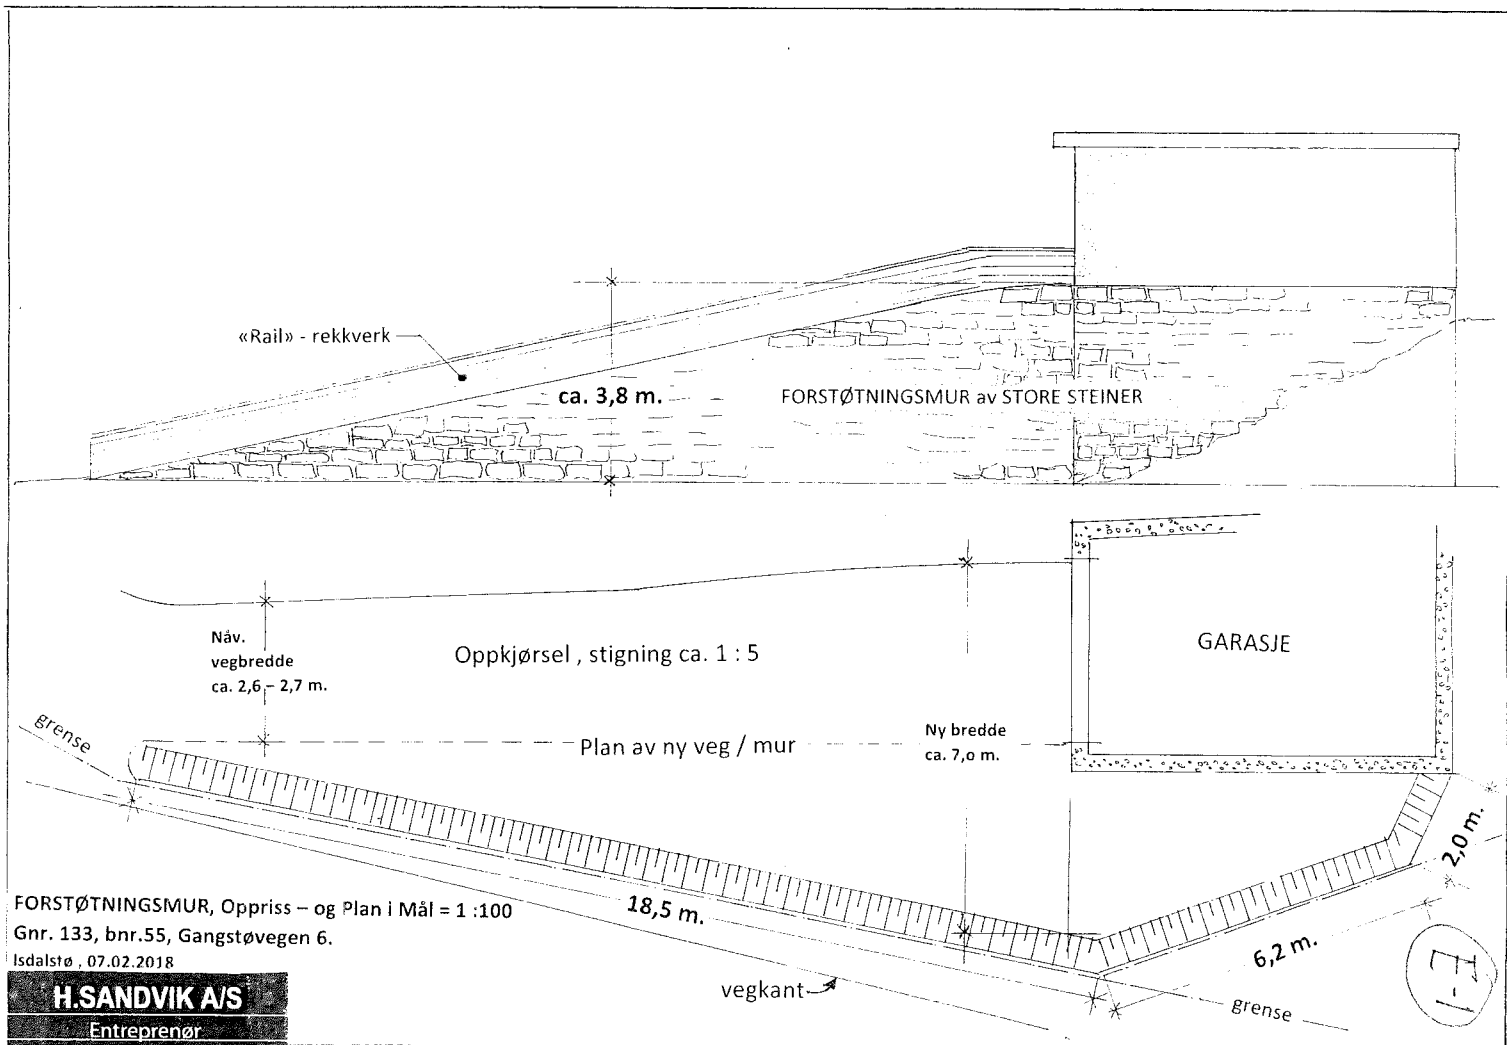 «Rail» - rekkverk
ca. 3,8 m.
FORSTØTNINGSMUR av STORE STEINER
Nåv.
vegbredde
ca. 2,6 – 2,7 m.
Oppkjørsel , stigning ca. 1 : 5
GARASJE
grense
Plan av ny veg / mur
Ny bredde
ca. 7,0 m.
2,0 m.
18,5 m.
6,2 m.
vegkant
grense
FORSTØTNINGSMUR, Oppriss – og Plan i Mål = 1 :100
Gnr. 133, bnr.55, Gangstøvegen 6.
Isdalstø , 07.02.2018
H.SANDVIK A/S
Entreprenør
E-1